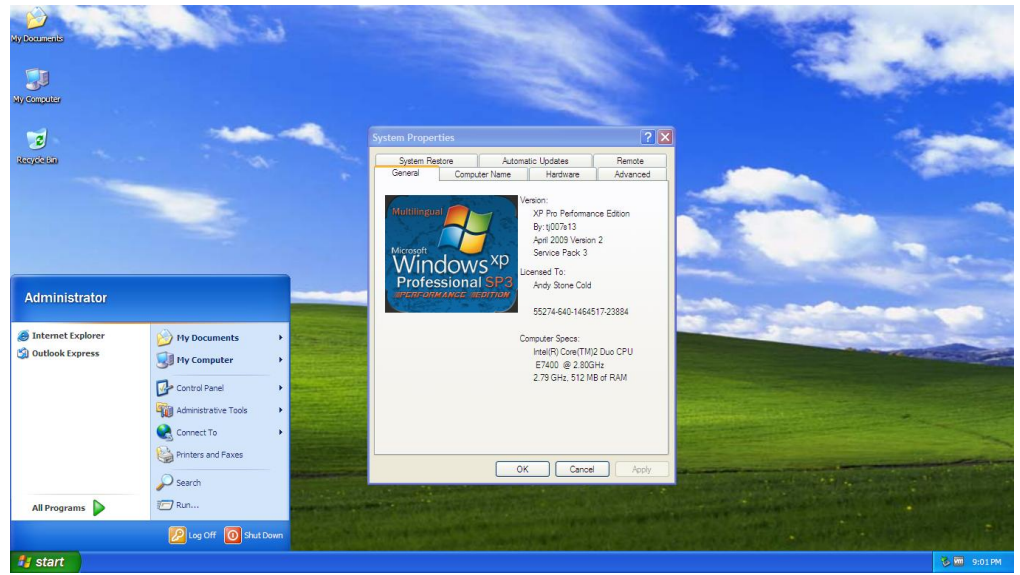 My Documents
My Computer
Recycle Bin
System Properties
System Restore
Automatic Updates
Remote
General
Computer Name
Hardware
Advanced
Multilingual
Microsoft
Windows xp
Professional SP3
PERFORMANCE EDITION
Version:
XP Pro Perfomance Edition
By: tj007s13
April 2009 Version 2
Service Pack 3
Licensed To:
Andy Stone Cold
55274-640-1464517-23884
Computer Specs:
Intel(R) Core(TM)2 Duo CPU
E7400 @ 2.80GHz
2.79 GHz, 512 MB of RAM
OK
Cancel
Apply
Administrator
Internet Explorer
Outlook Express
My Documents
My Computer
Control Panel
Administrative Tools
Connect To
Printers and Faxes
Search
Run...
All Programs
Log Off
Shut Down
start
9:01 PM